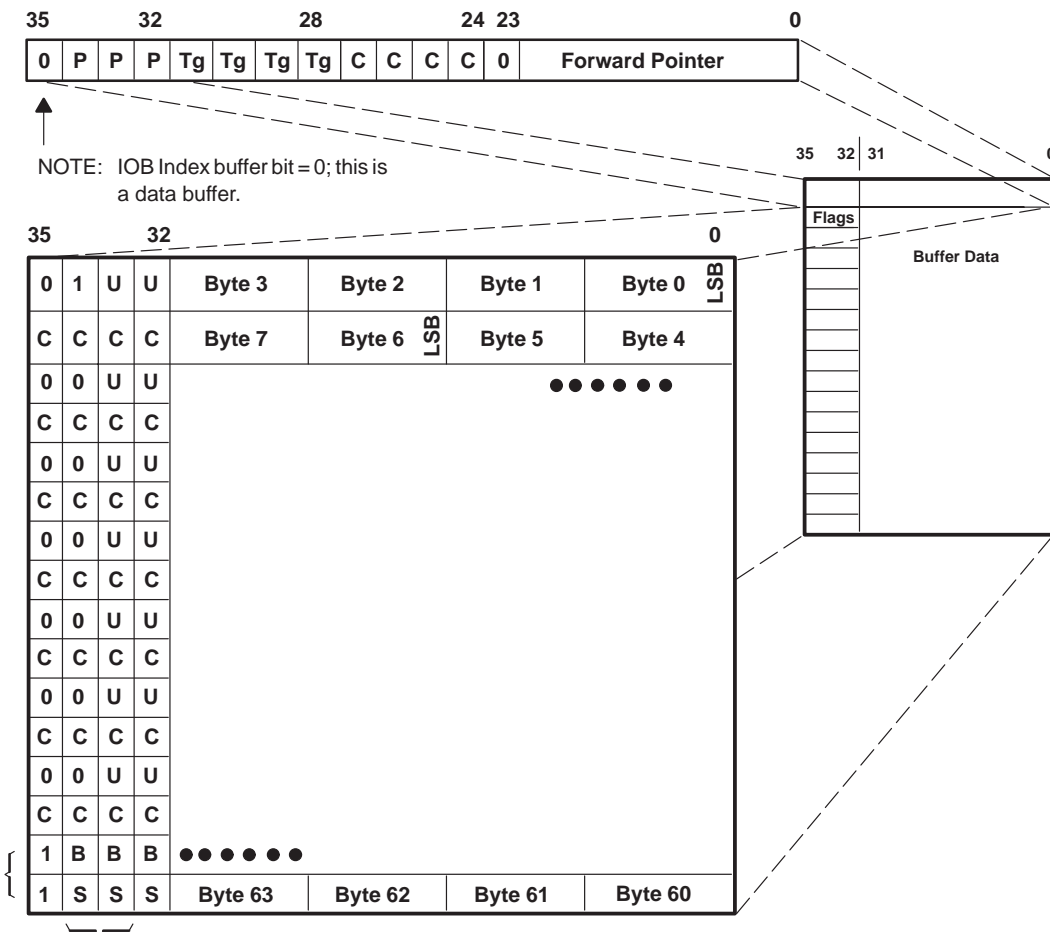 35 32 28 24 23 0
0 P P P Tg Tg Tg Tg C C C C 0 Forward Pointer
NOTE: IOB Index buffer bit = 0; this is
a data buffer.
35 32 31 0
Flags
Buffer Data
35 32 0
0 1 U U Byte 3 Byte 2 Byte 1 Byte 0 LSB
C C C C Byte 7 Byte 6 LSB Byte 5 Byte 4
0 0 U U
C C C C
0 0 U U
C C C C
0 0 U U
C C C C
0 0 U U
C C C C
0 0 U U
C C C C
0 0 U U
C C C C
1 B B B
1 S S S Byte 63 Byte 62 Byte 61 Byte 60